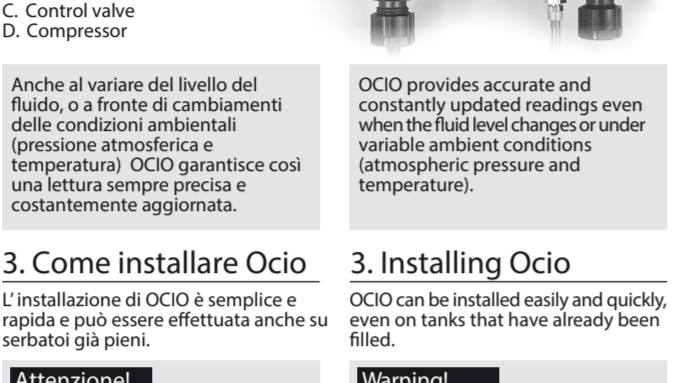 C. Control valve
D. Compressor
Anche al variare del livello del
fluido, o a fronte di cambiamenti
delle condizioni ambientali
(pressione atmosferica e
temperatura) OCIO garantisce così
una lettura sempre precisa e
costantemente aggiornata.
OCIO provides accurate and
constantly updated readings even
when the fluid level changes or under
variable ambient conditions
(atmospheric pressure and
temperature).
3. Come installare Ocio
L' installazione di OCIO è semplice e
rapida e può essere effettuata anche su
serbatoi già pieni.
Attenzione!
3. Installing Ocio
OCIO can be installed easily and quickly,
even on tanks that have already been
filled.
Warning!